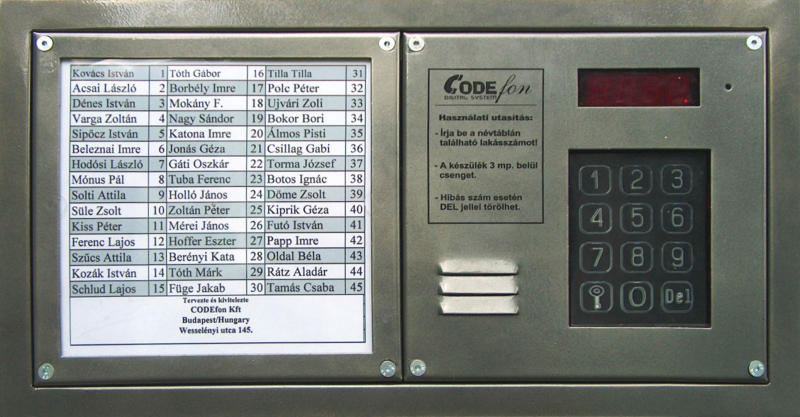 Kovács István 1 Tóth Gábor 16 Tilla Tilla 31
Acsai László 2 Borbély Imre 17 Polc Péter 32
Dénes István 3 Mokány F. 18 Ujvári Zoli 33
Varga Zoltán 4 Nagy Sándor 19 Bokor Bori 34
Sipőcz István 5 Katona Imre 20 Álmos Pisti 35
Beleznai Imre 6 Jonás Géza 21 Csillag Gabi 36
Hodósi László 7 Gáti Oszkár 22 Torma József 37
Mónus Pál 8 Tuba Ferenc 23 Botos Ignác 38
Solti Attila 9 Holló János 24 Dőme Zsolt 39
Süle Zsolt 10 Zoltán Péter 25 Kiprik Géza 40
Kiss Péter 11 Mérei János 26 Futó István 41
Ferenc Lajos 12 Hoffer Eszter 27 Papp Imre 42
Szűcs Attila 13 Berényi Kata 28 Oldal Béla 43
Kozák István 14 Tóth Márk 29 Rátz Aladár 44
Schlud Lajos 15 Füge Jakab 30 Tamás Csaba 45
Tervezte és kivitelezte
CODEfon Kft
Budapest/Hungary
Wesselényi utca 145.
CODEfon
DIGITAL SYSTEM
Használati utasítás:
- Írja be a névtáblán
található lakásszámot!
- A készülék 3 mp. belül
csenget.
- Hibás szám esetén
DEL jellel törölhet.
1 2 3
4 5 6
7 8 9
0 Del